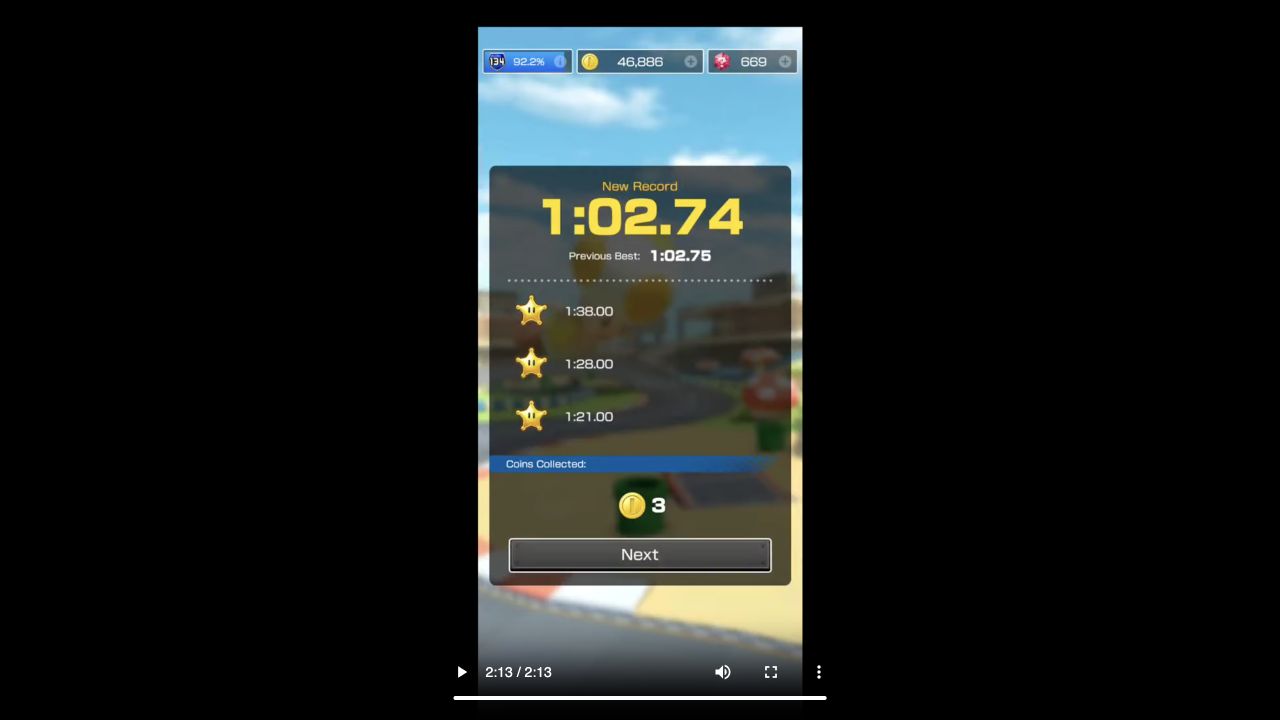 134 92.2% 46,886 669
New Record
1:02.74
Previous Best: 1:02.75
1:38.00
1:28.00
1:21.00
Coins Collected:
3
Next
2:13 / 2:13